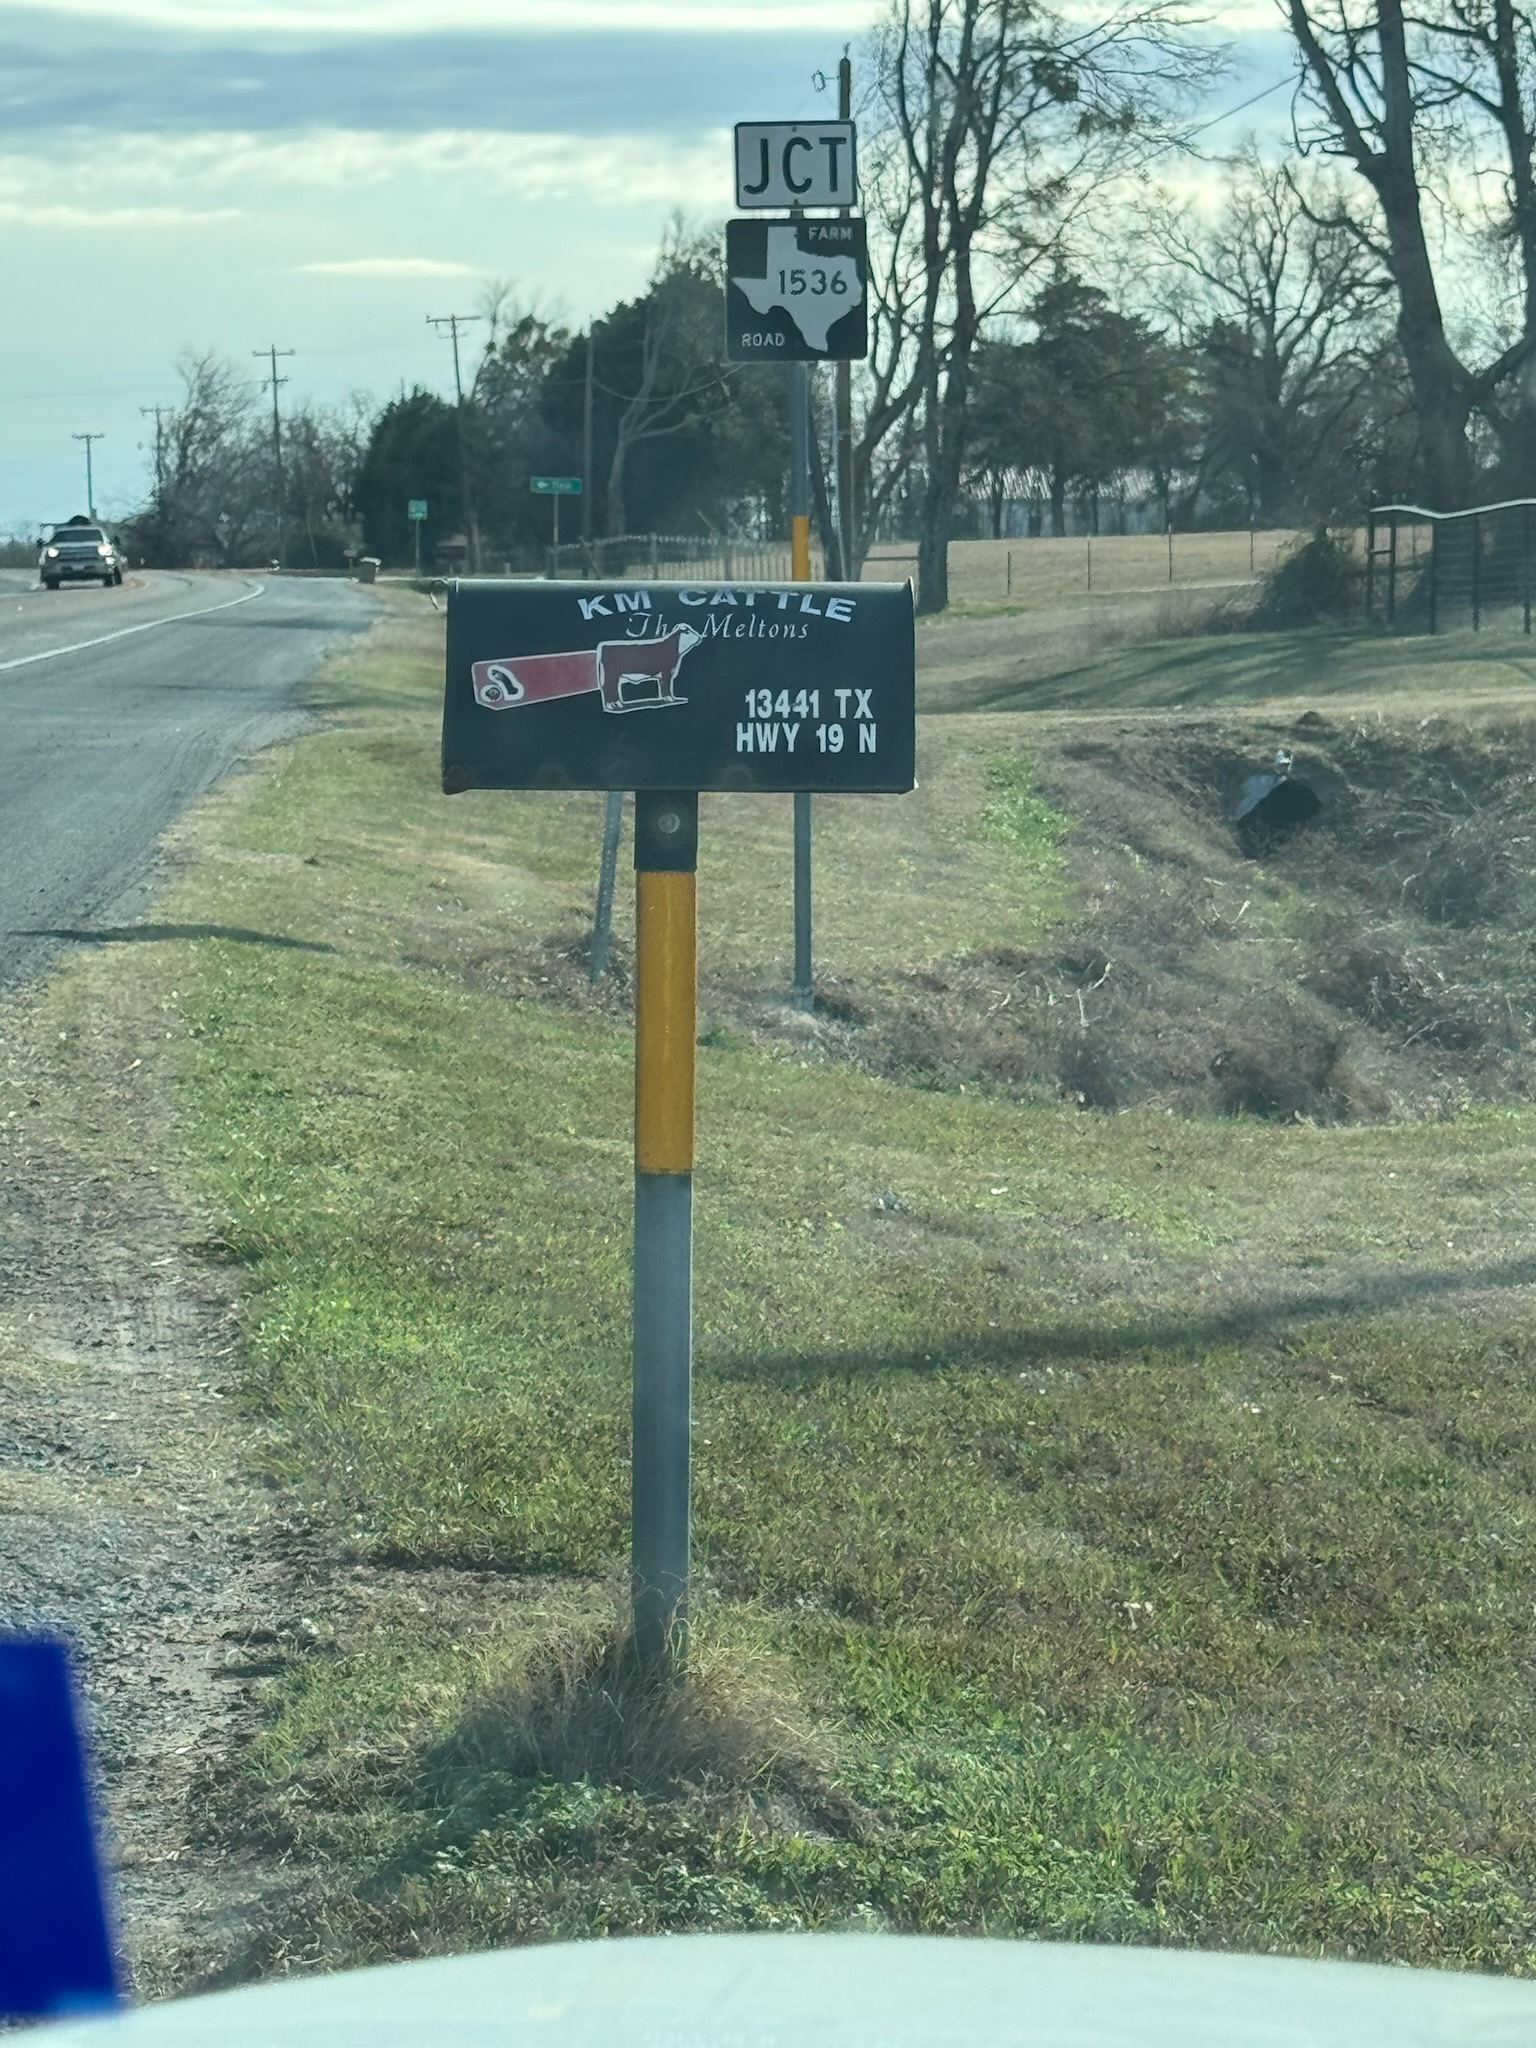 JCT
FARM
1536
ROAD
KM CATTLE
The Meltons
13441 TX
HWY 19 N